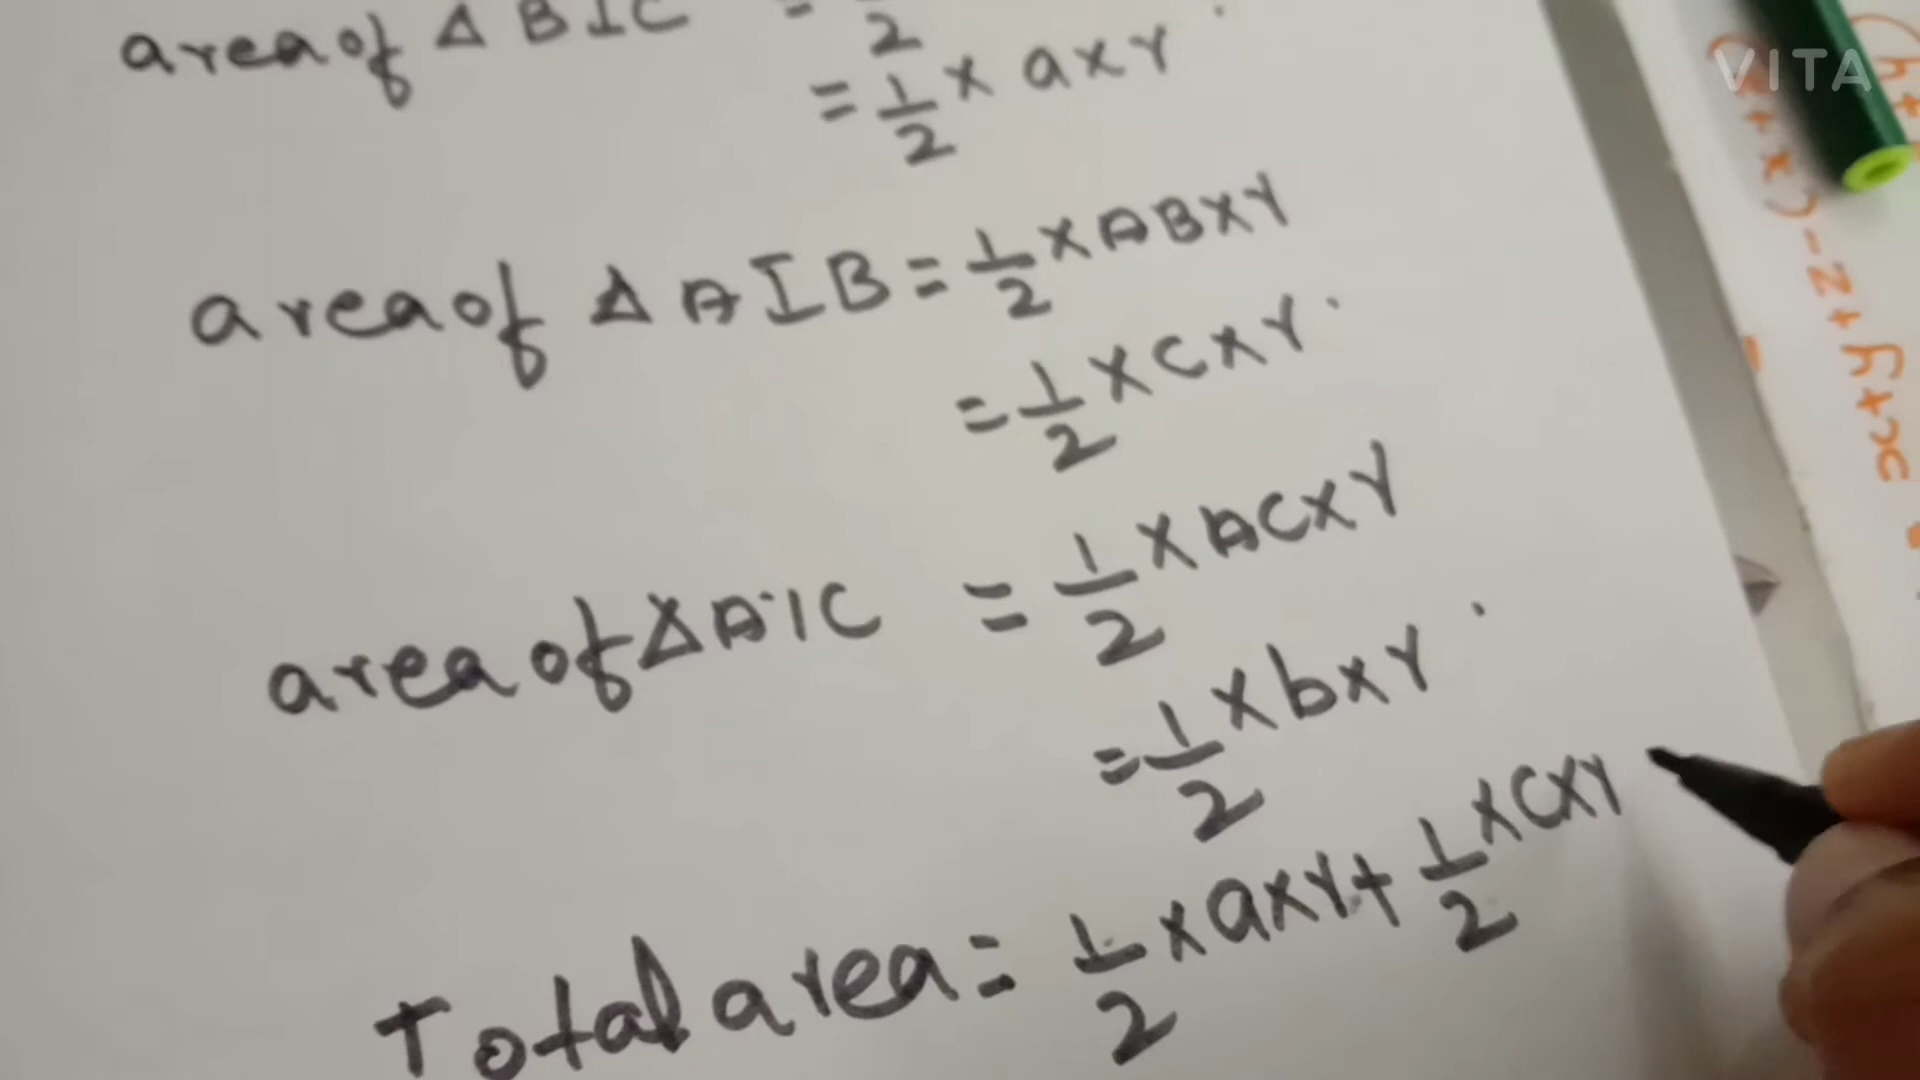 area of Δ BIC = 2
= 1/2 × a × r
area of Δ AIB = 1/2 × AB × r
= 1/2 × c × r
area of Δ AIC = 1/2 × AC × r
= 1/2 × b × r
Total area = 1/2 × a × r + 1/2 × c × r
VITA